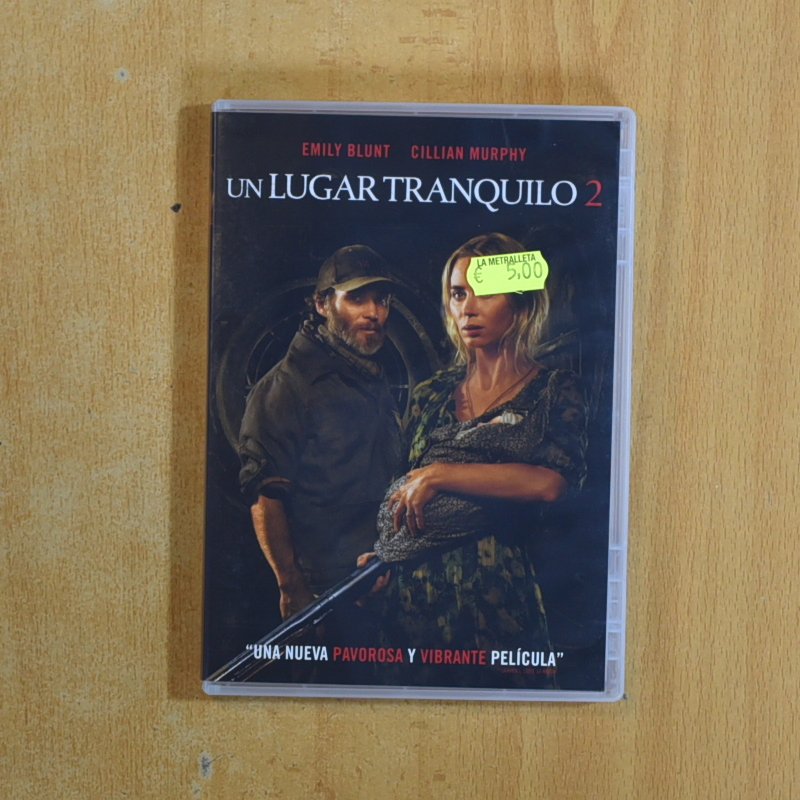 EMILY BLUNT CILLIAN MURPHY
UN LUGAR TRANQUILO 2
LA METRALLETA
€ 5,00
“UNA NUEVA PAVOROSA Y VIBRANTE PELÍCULA”